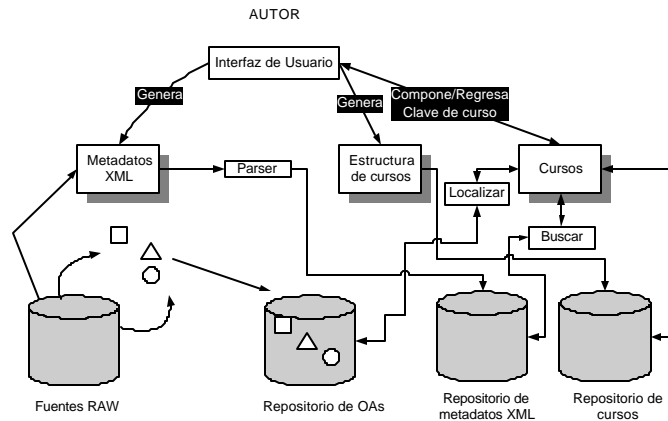 AUTOR
Interfaz de Usuario
Genera
Genera
Compone/Regresa
Clave de curso
Metadatos
XML
Parser
Estructura
de cursos
Localizar
Cursos
Buscar
Fuentes RAW
Repositorio de OAs
Repositorio de
metadatos XML
Repositorio de
cursos